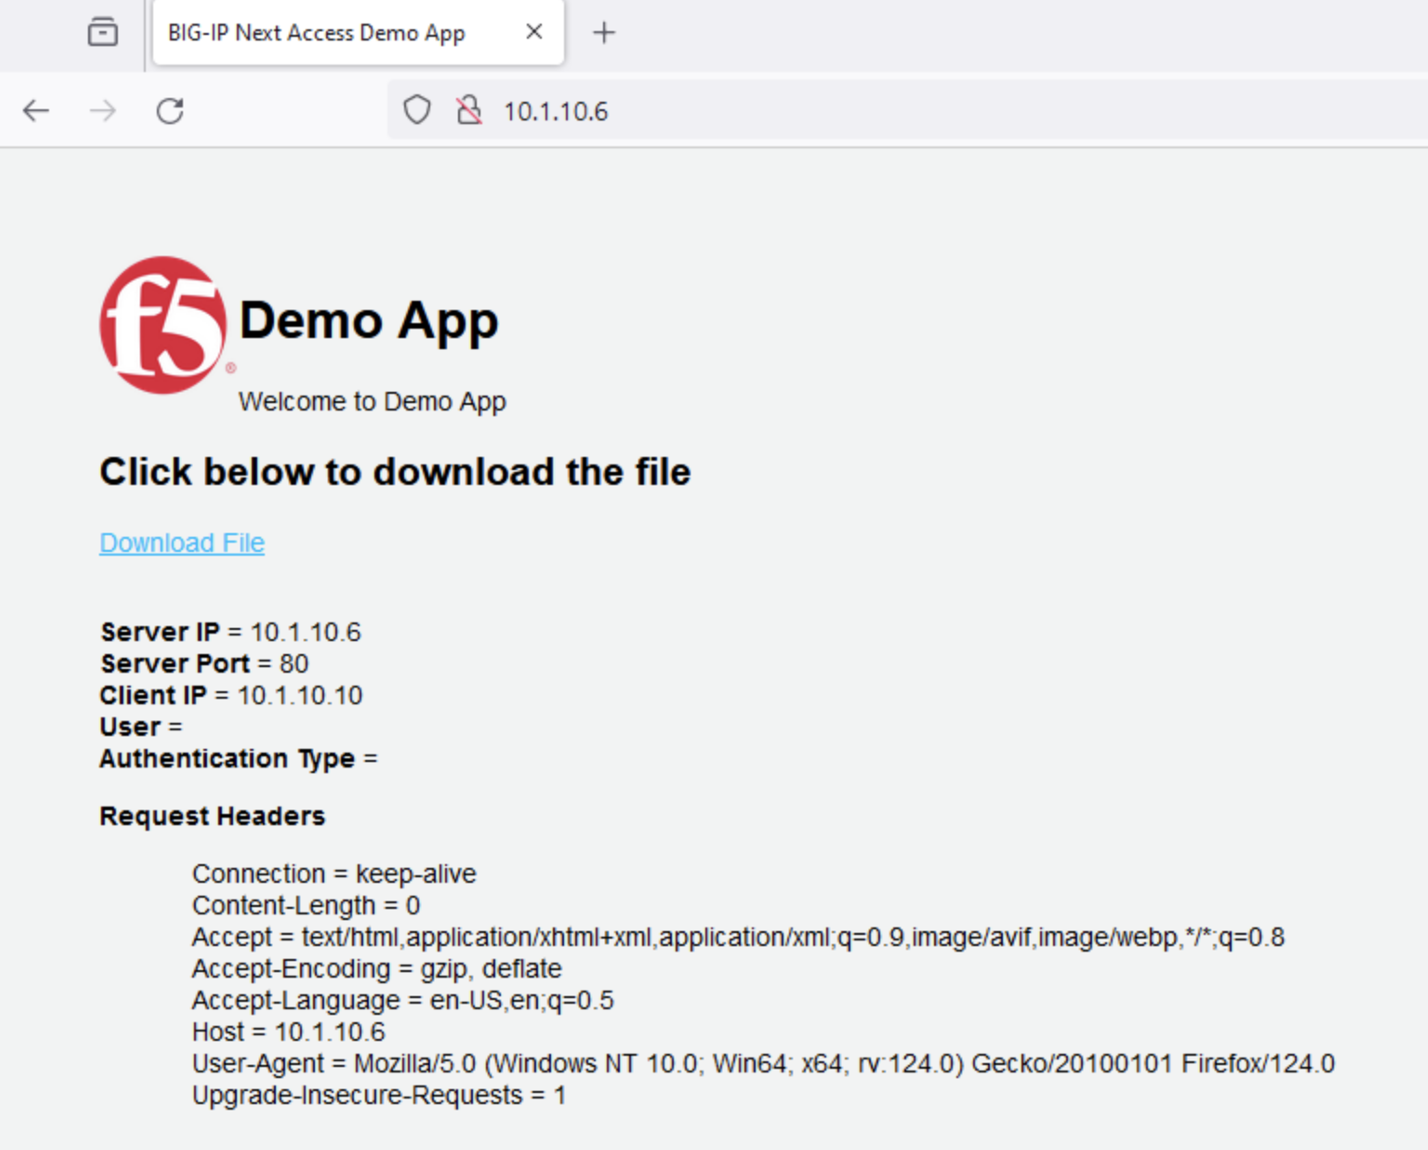 BIG-IP Next Access Demo App
10.1.10.6
f5
®
Demo App
Welcome to Demo App
Click below to download the file
Download File
Server IP = 10.1.10.6
Server Port = 80
Client IP = 10.1.10.10
User =
Authentication Type =
Request Headers
Connection = keep-alive
Content-Length = 0
Accept = text/html,application/xhtml+xml,application/xml;q=0.9,image/avif,image/webp,*/*;q=0.8
Accept-Encoding = gzip, deflate
Accept-Language = en-US,en;q=0.5
Host = 10.1.10.6
User-Agent = Mozilla/5.0 (Windows NT 10.0; Win64; x64; rv:124.0) Gecko/20100101 Firefox/124.0
Upgrade-Insecure-Requests = 1